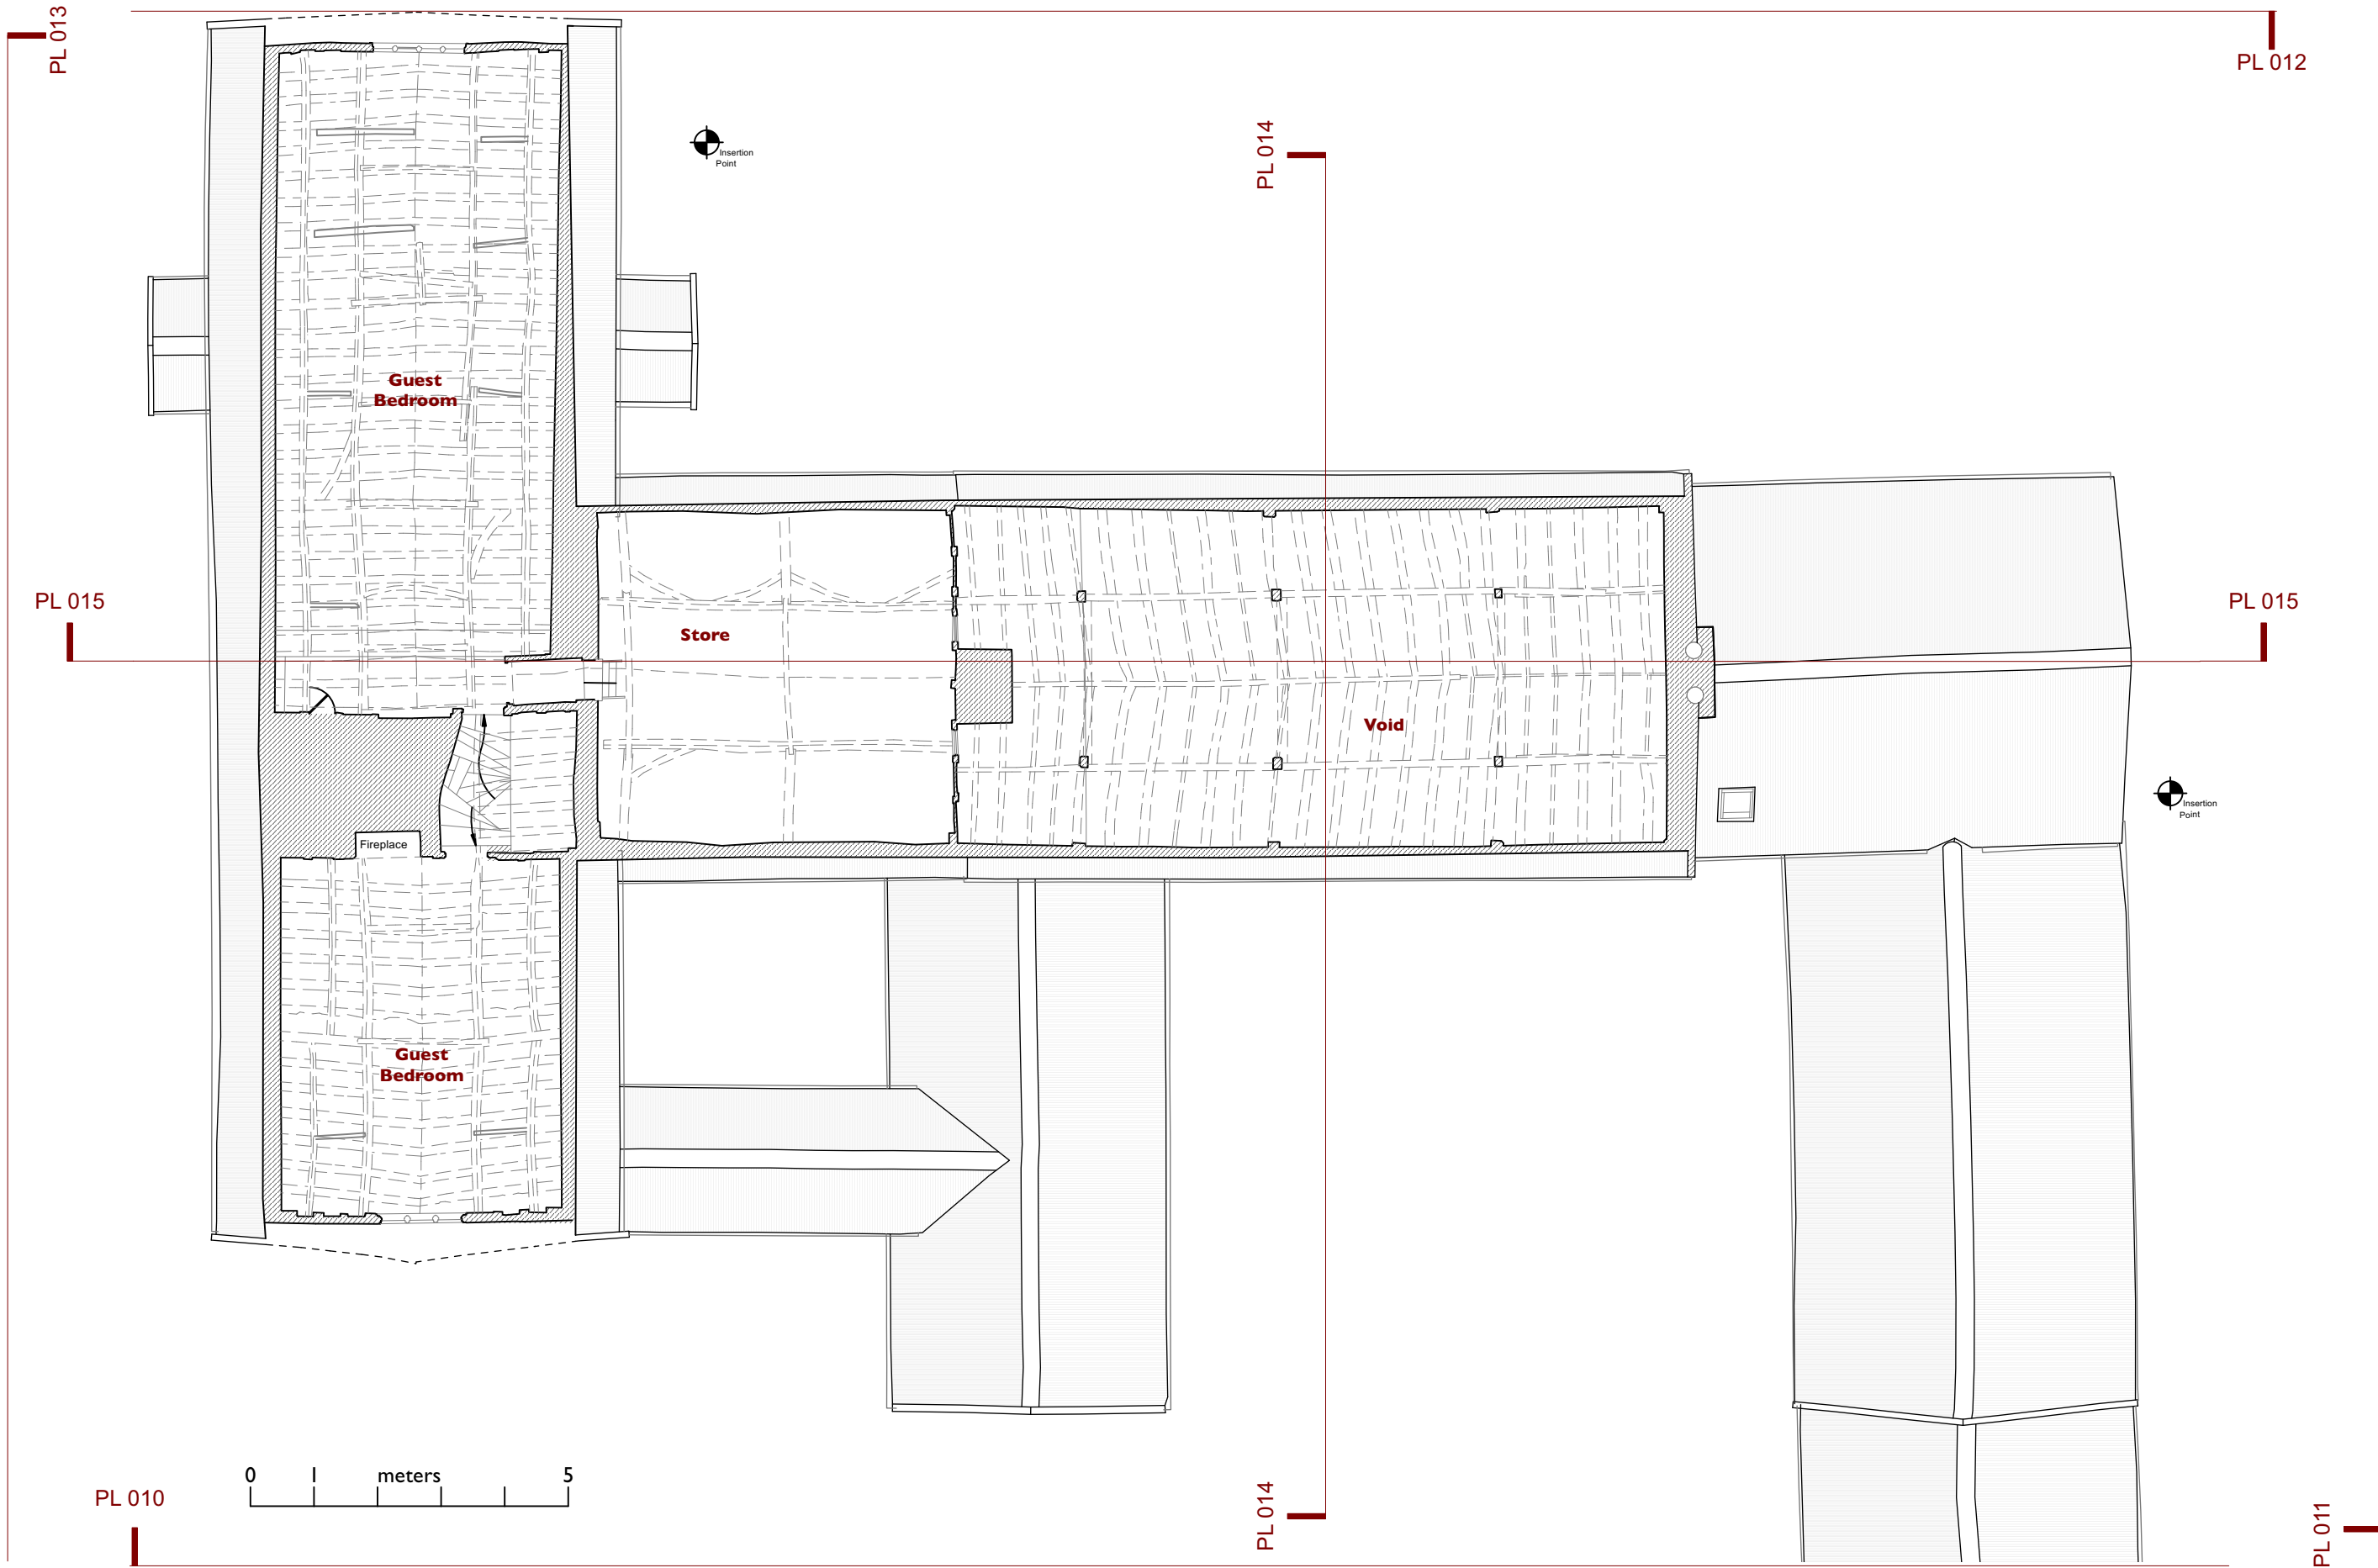 PL 013
PL 012
Insertion
Point
PL 014
Guest
Bedroom
PL 015
PL 015
Store
Void
Insertion
Point
Fireplace
Guest
Bedroom
0 1 meters 5
PL 010
PL 014
PL 011